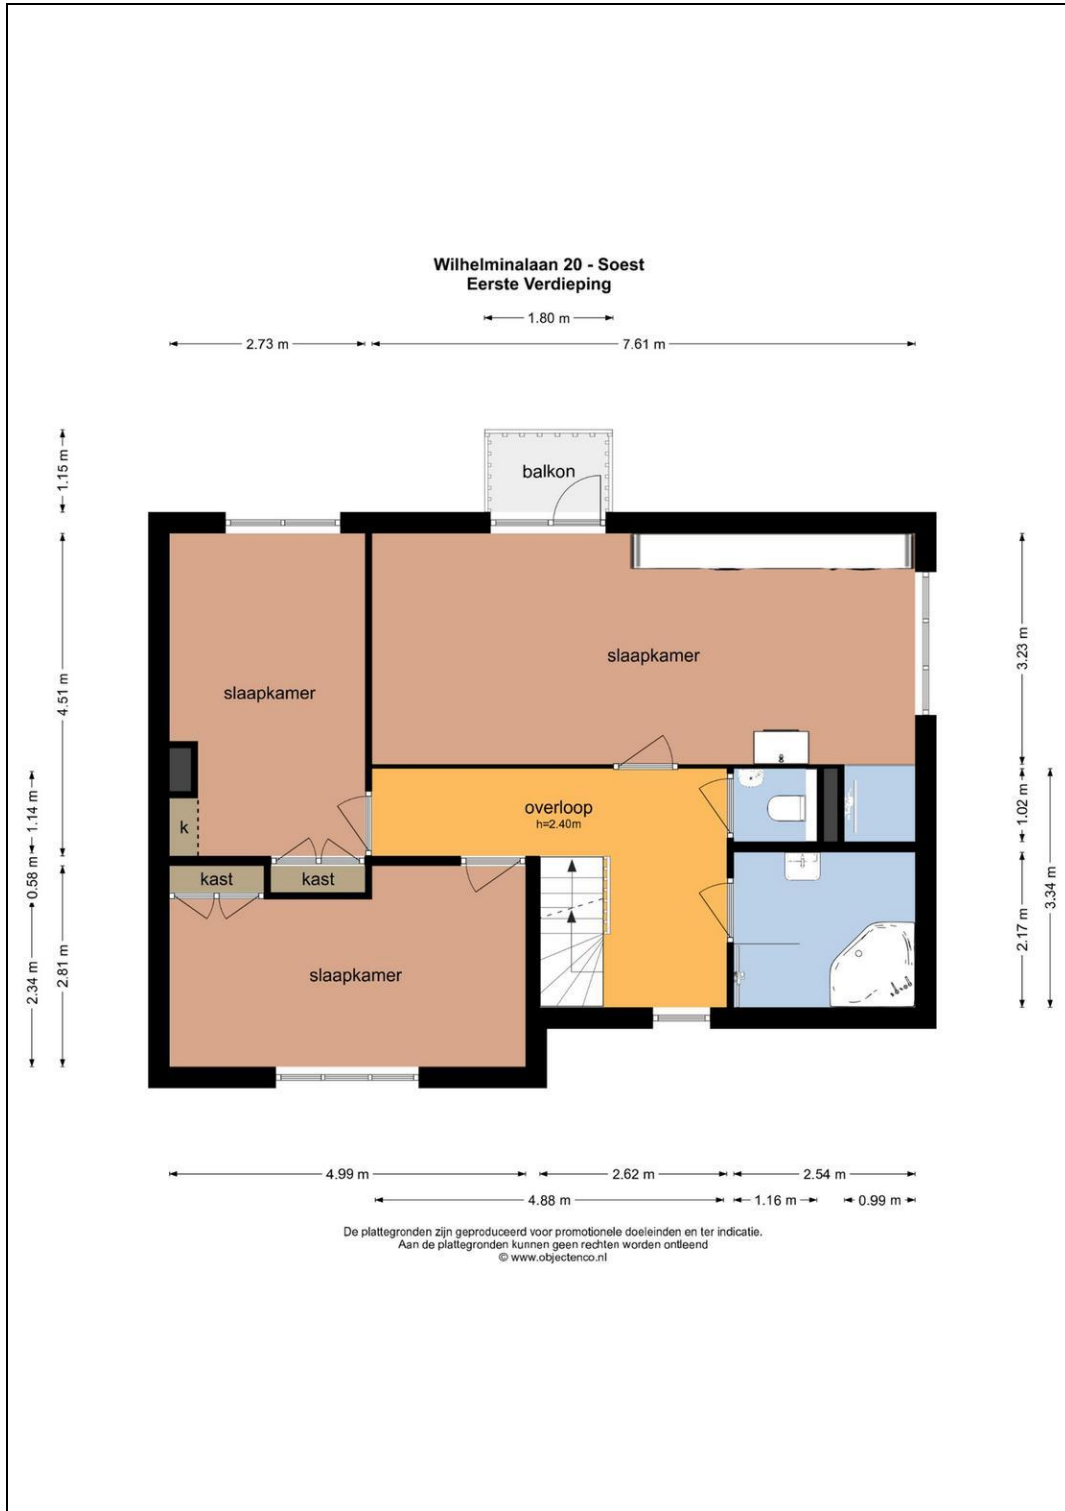 Wilhelminalaan 20 - Soest
Eerste Verdieping
1.80 m
2.73 m
7.61 m
1.15 m
balkon
4.51 m
3.23 m
slaapkamer
slaapkamer
1.14 m
k
overloop
h=2.40m
1.02 m
0.58 m
kast
kast
3.34 m
2.17 m
2.34 m
2.81 m
slaapkamer
4.99 m
2.62 m
2.54 m
4.88 m
1.16 m
0.99 m
De plattegronden zijn geproduceerd voor promotionele doeleinden en ter indicatie.
Aan de plattegronden kunnen geen rechten worden ontleend
© www.objectenco.nl